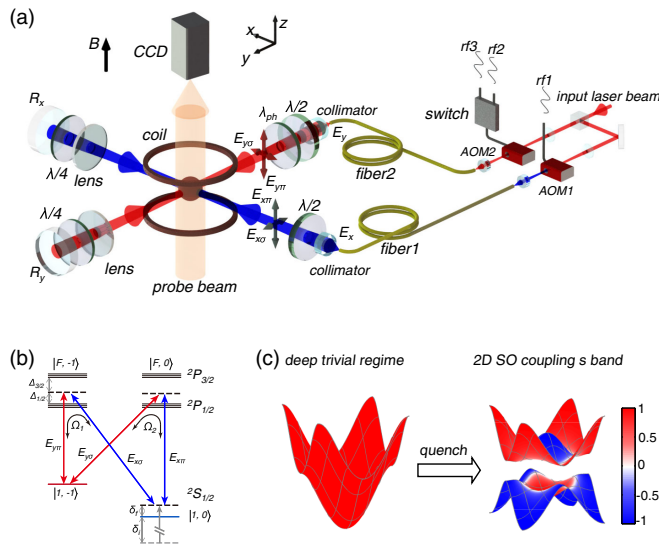 (a)
B
CCD
z
x
y
rf3
rf2
rf1
switch
input laser beam
AOM2
AOM1
R_x
λ/4
lens
coil
λ_ph
λ/2
collimator
E_y
E_yσ
E_yπ
fiber2
λ/4
R_y
lens
probe beam
E_xπ
E_xσ
λ/2
E_x
collimator
fiber1
(b)
|F, -1⟩
|F, 0⟩
²P_3/2
Δ_3/2
Δ_1/2
²P_1/2
Ω_1
Ω_2
E_yπ
E_yσ
E_xσ
E_xπ
²S_1/2
|1, -1⟩
|1, 0⟩
(c)
deep trivial regime
2D SO coupling s band
quench
1
0.5
0
-0.5
-1